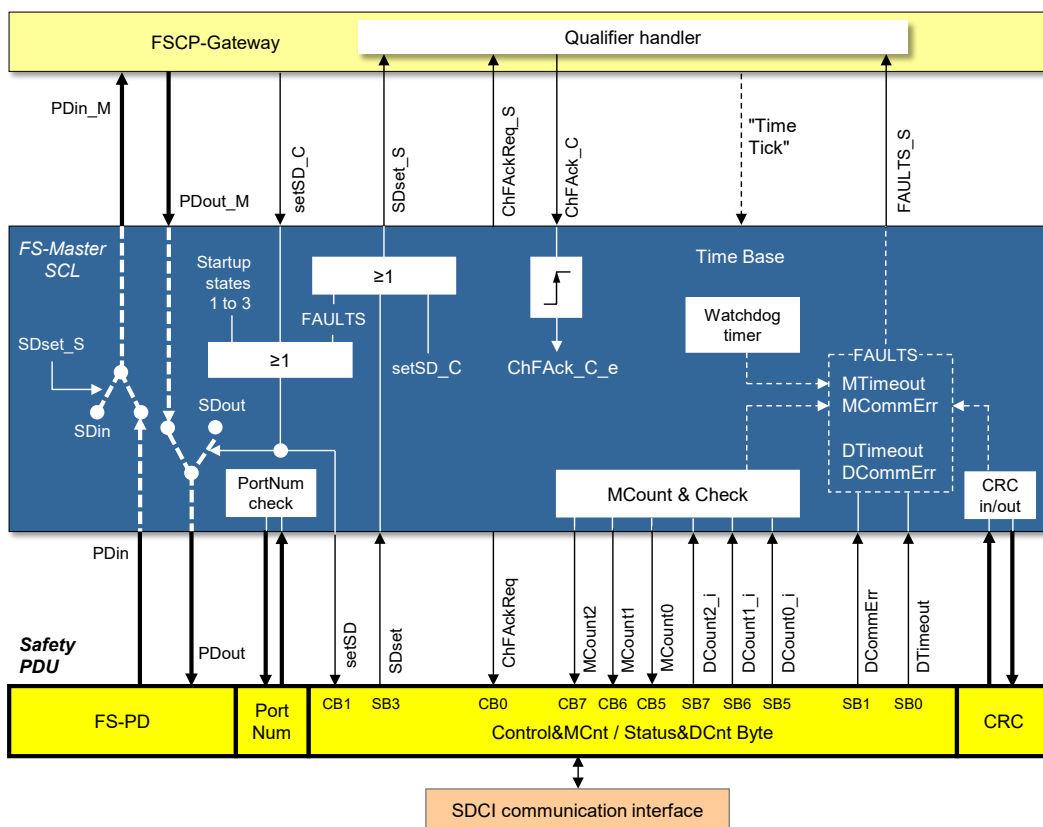 FSCP-Gateway
Qualifier handler
PDin_M
PDout_M
setSD_C
SDset_S
ChFAckReq_S
ChFAck_C
"Time
Tick"
FAULTS_S
FS-Master
SCL
Startup
states
1 to 3
≥1
FAULTS
≥1
setSD_C
ChFAck_C_e
Time Base
Watchdog
timer
FAULTS
MTimeout
MCommErr
DTimeout
DCommErr
SDset_S
SDin
SDout
PortNum
check
MCount & Check
CRC
in/out
PDin
PDout
setSD
SDset
ChFAckReq
MCount2
MCount1
MCount0
DCount2_i
DCount1_i
DCount0_i
DCommErr
DTimeout
Safety
PDU
FS-PD
Port
Num
CB1
SB3
CB0
CB7
CB6
CB5
SB7
SB6
SB5
SB1
SB0
Control&MCnt / Status&DCnt Byte
CRC
SDCI communication interface